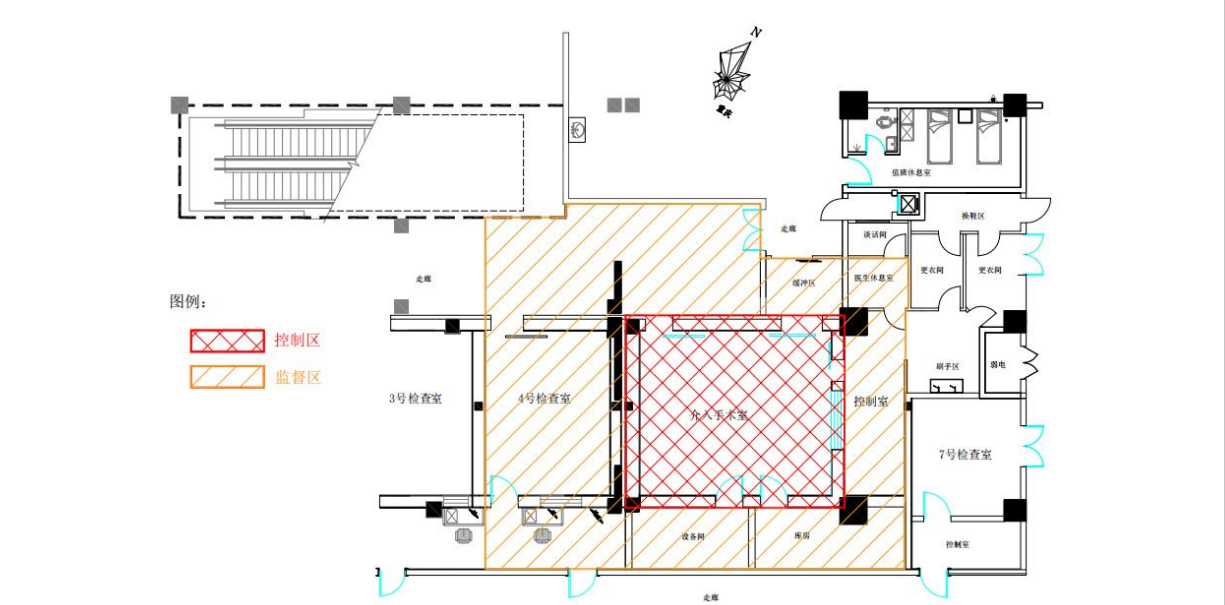 N
重庆
值班休息室
换鞋区
走廊
谈话间
走廊
缓冲区
医生休息室
更衣间
更衣间
图例：
控制区
监督区
3号检查室
4号检查室
介入手术室
控制室
刷手区
弱电
7号检查室
设备间
库房
控制室
走廊